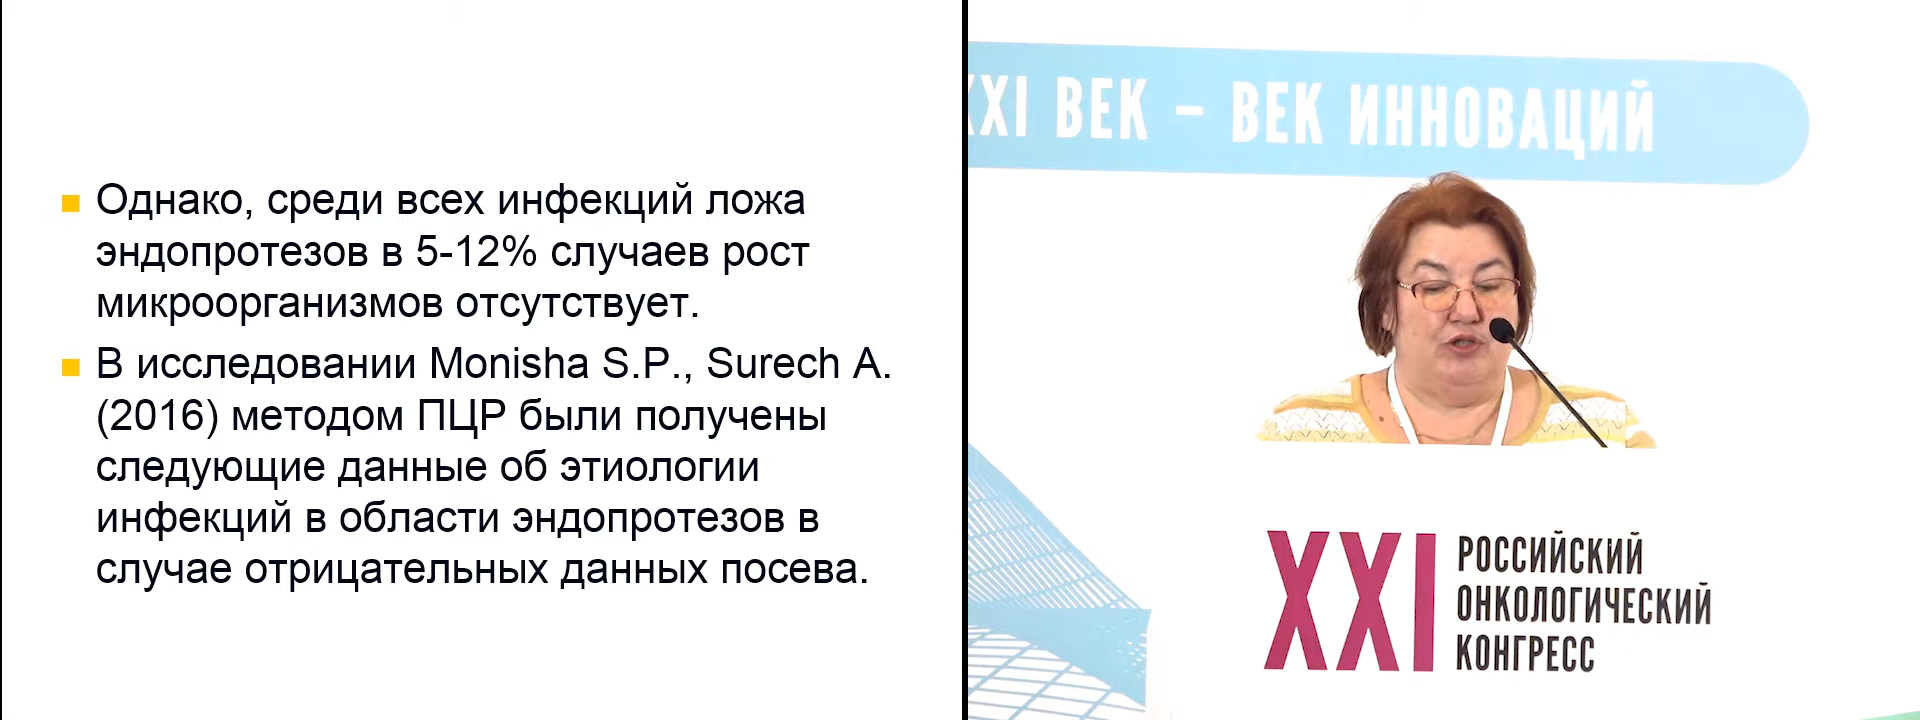 Однако, среди всех инфекций ложа
эндопротезов в 5-12% случаев рост
микроорганизмов отсутствует.
В исследовании Monisha S.P., Surech A.
(2016) методом ПЦР были получены
следующие данные об этиологии
инфекций в области эндопротезов в
случае отрицательных данных посева.
XXI ВЕК – ВЕК ИННОВАЦИЙ
XXI
РОССИЙСКИЙ
ОНКОЛОГИЧЕСКИЙ
КОНГРЕСС